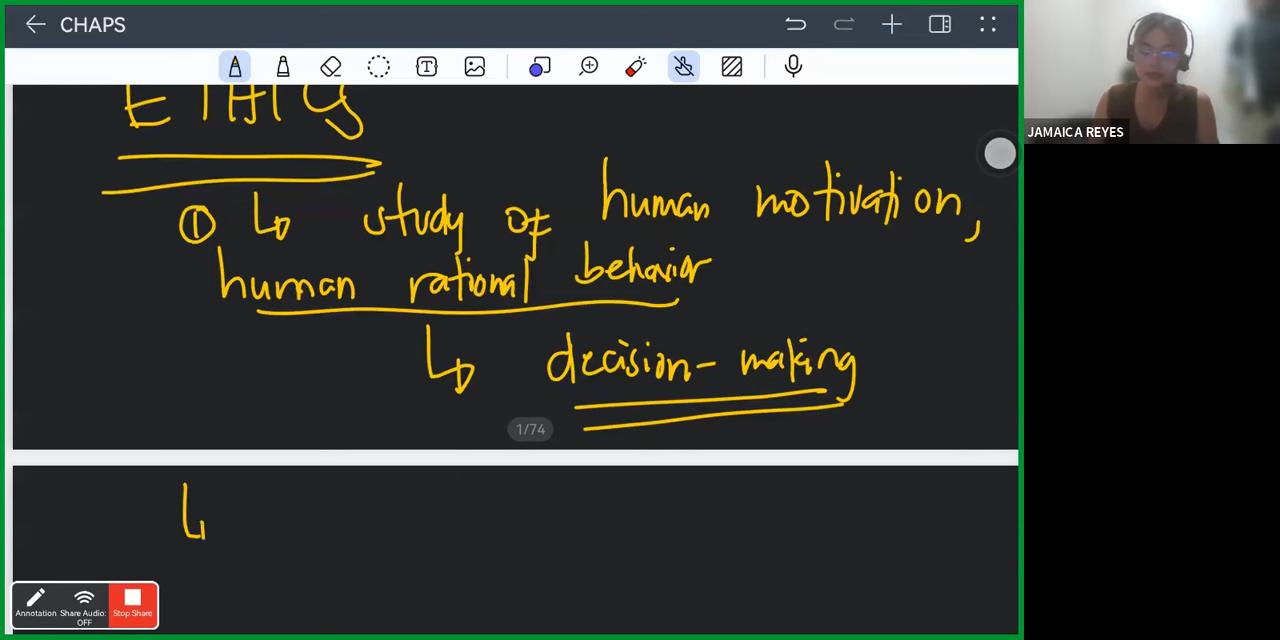 CHAPS
JAMAICA REYES
ETHICS
① ↳ study of human motivation,
human rational behavior
↳ decision-making
1/74
Annotation
Share Audio: OFF
Stop Share